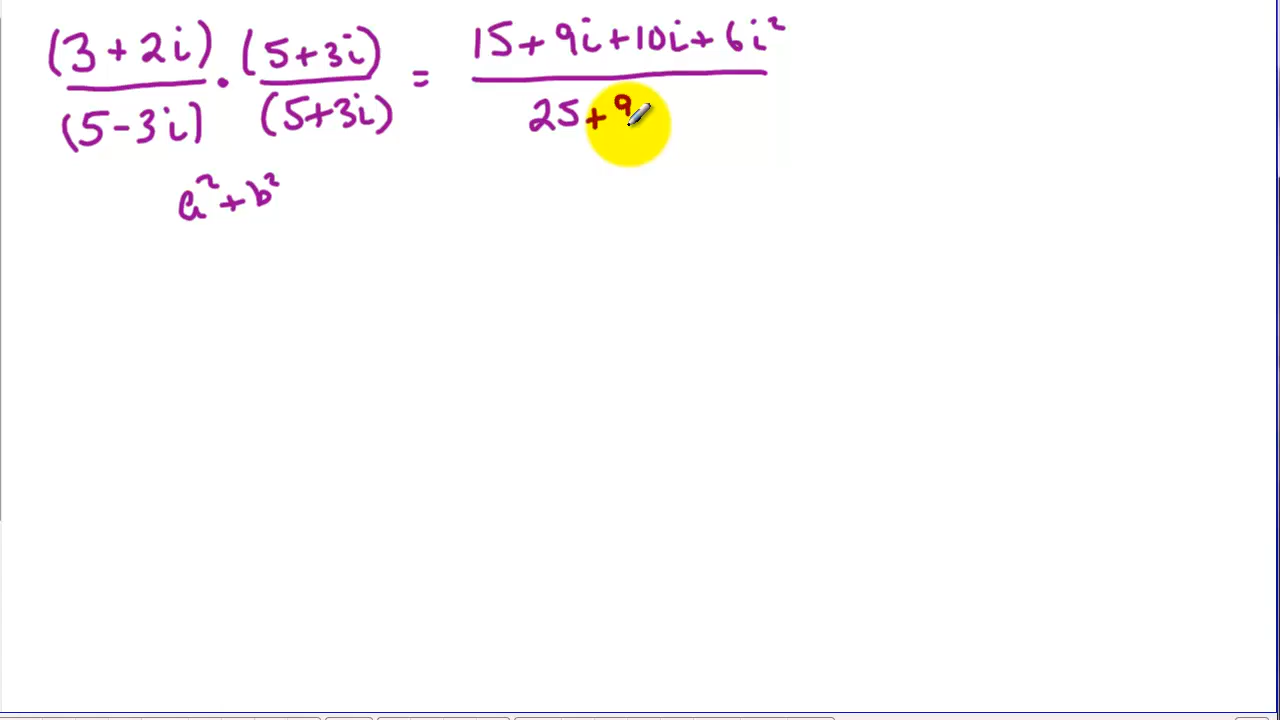 (3+2i)/(5-3i) · (5+3i)/(5+3i) = (15+9i+10i+6i²)/(25+9
a²+b²